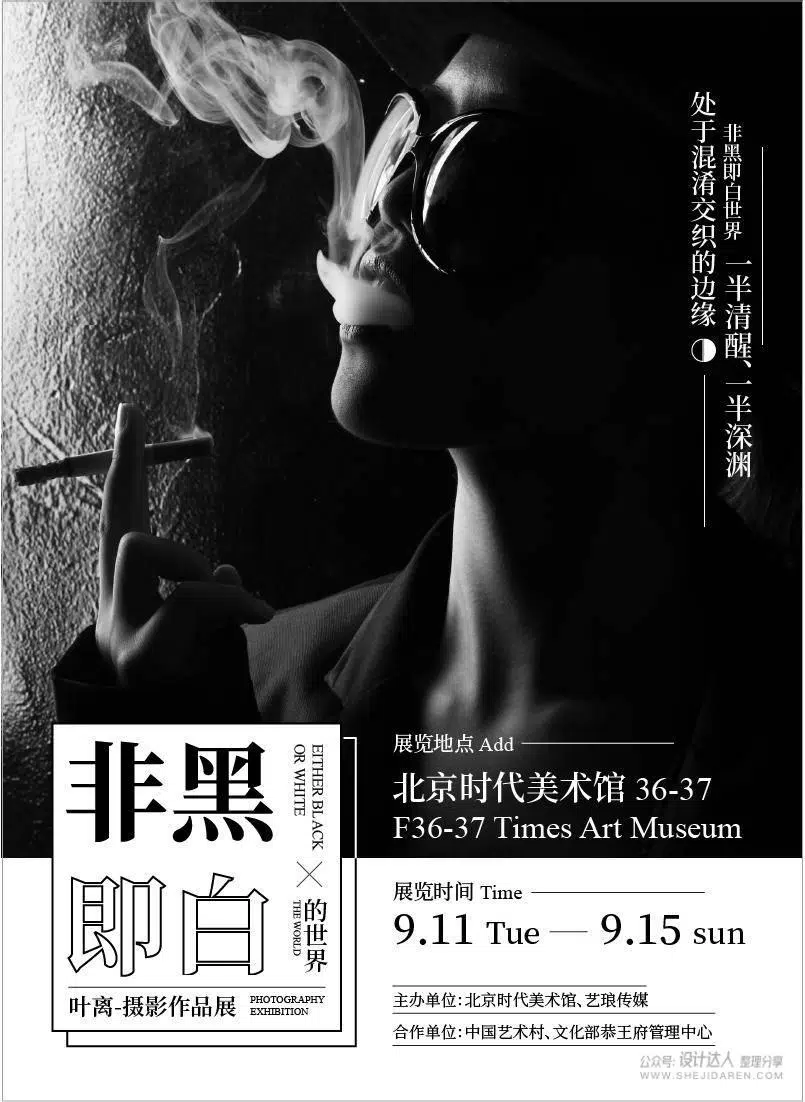 非黑即白世界 一半清醒、一半深渊
处于混淆交织的边缘
非黑
即白
EITHER BLACK
OR WHITE
的世界
THE WORLD
叶离-摄影作品展
PHOTOGRAPHY
EXHIBITION
展览地点 Add
北京时代美术馆 36-37
F36-37 Times Art Museum
展览时间 Time
9.11 Tue — 9.15 sun
主办单位:北京时代美术馆、艺琅传媒
合作单位:中国艺术村、文化部恭王府管理中心
公众号: 设计达人 整理分享
WWW.SHEJIDAREN.COM